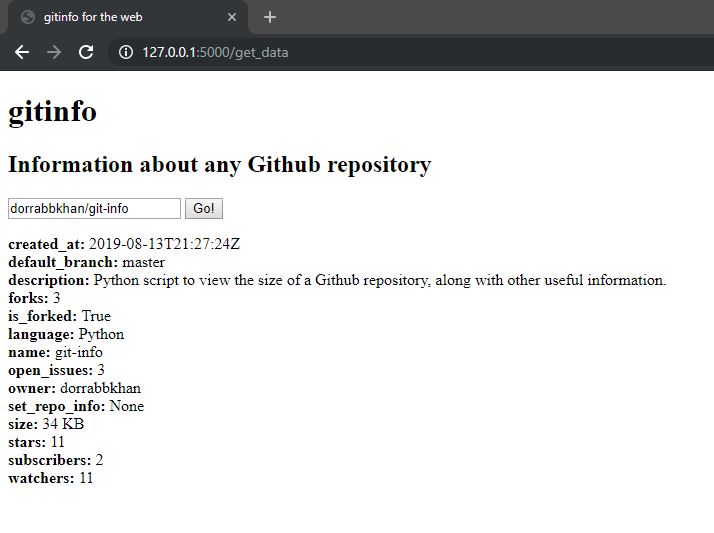 gitinfo for the web
127.0.0.1:5000/get_data
gitinfo
Information about any Github repository
dorrabbkhan/git-info Go!
created_at: 2019-08-13T21:27:24Z
default_branch: master
description: Python script to view the size of a Github repository, along with other useful information.
forks: 3
is_forked: True
language: Python
name: git-info
open_issues: 3
owner: dorrabbkhan
set_repo_info: None
size: 34 KB
stars: 11
subscribers: 2
watchers: 11